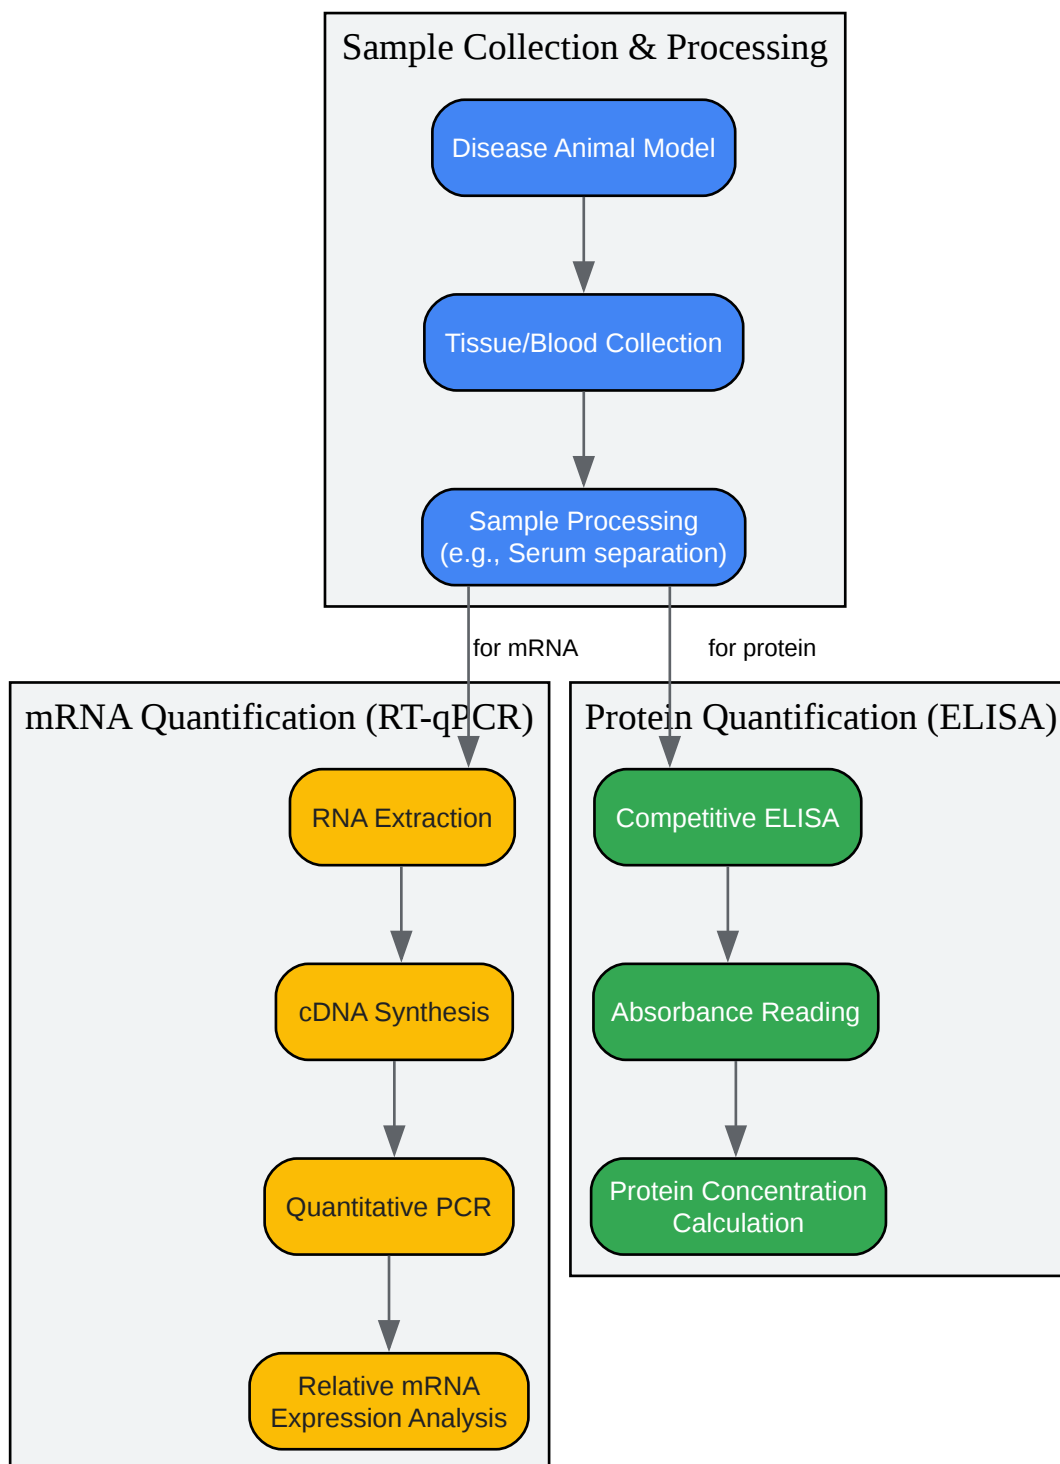 Sample Collection & Processing
Disease Animal Model
Tissue/Blood Collection
Sample Processing
(e.g., Serum separation)
for mRNA
for protein
mRNA Quantification (RT-qPCR)
RNA Extraction
cDNA Synthesis
Quantitative PCR
Relative mRNA
Expression Analysis
Protein Quantification (ELISA)
Competitive ELISA
Absorbance Reading
Protein Concentration
Calculation